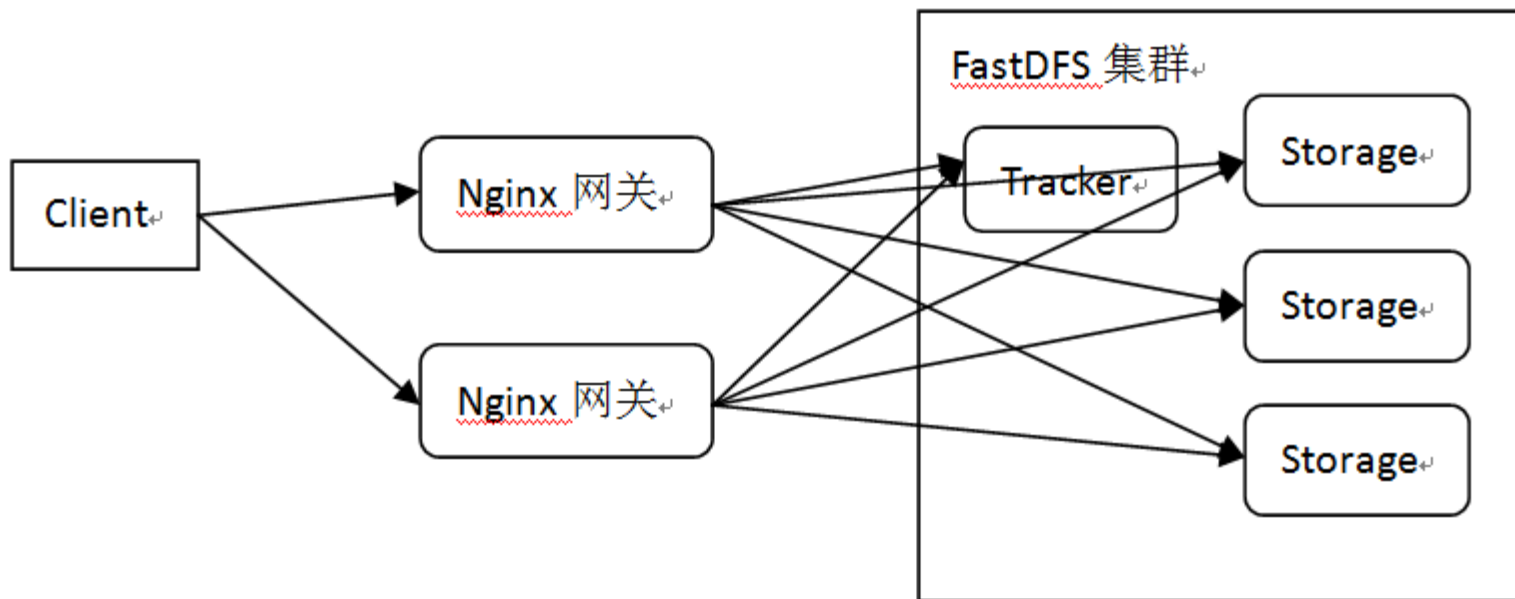 FastDFS 集群
Client
Nginx 网关
Nginx 网关
Tracker
Storage
Storage
Storage